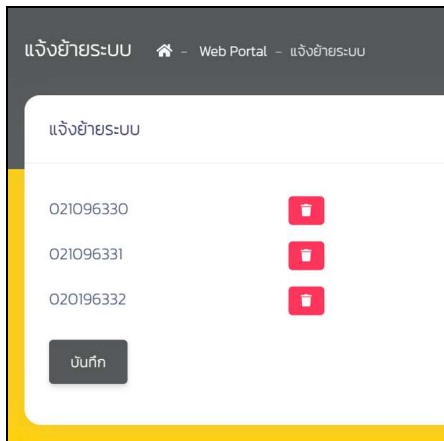 แจ้งย้ายระบบ – Web Portal – แจ้งย้ายระบบ
แจ้งย้ายระบบ
021096330
021096331
020196332
บันทึก